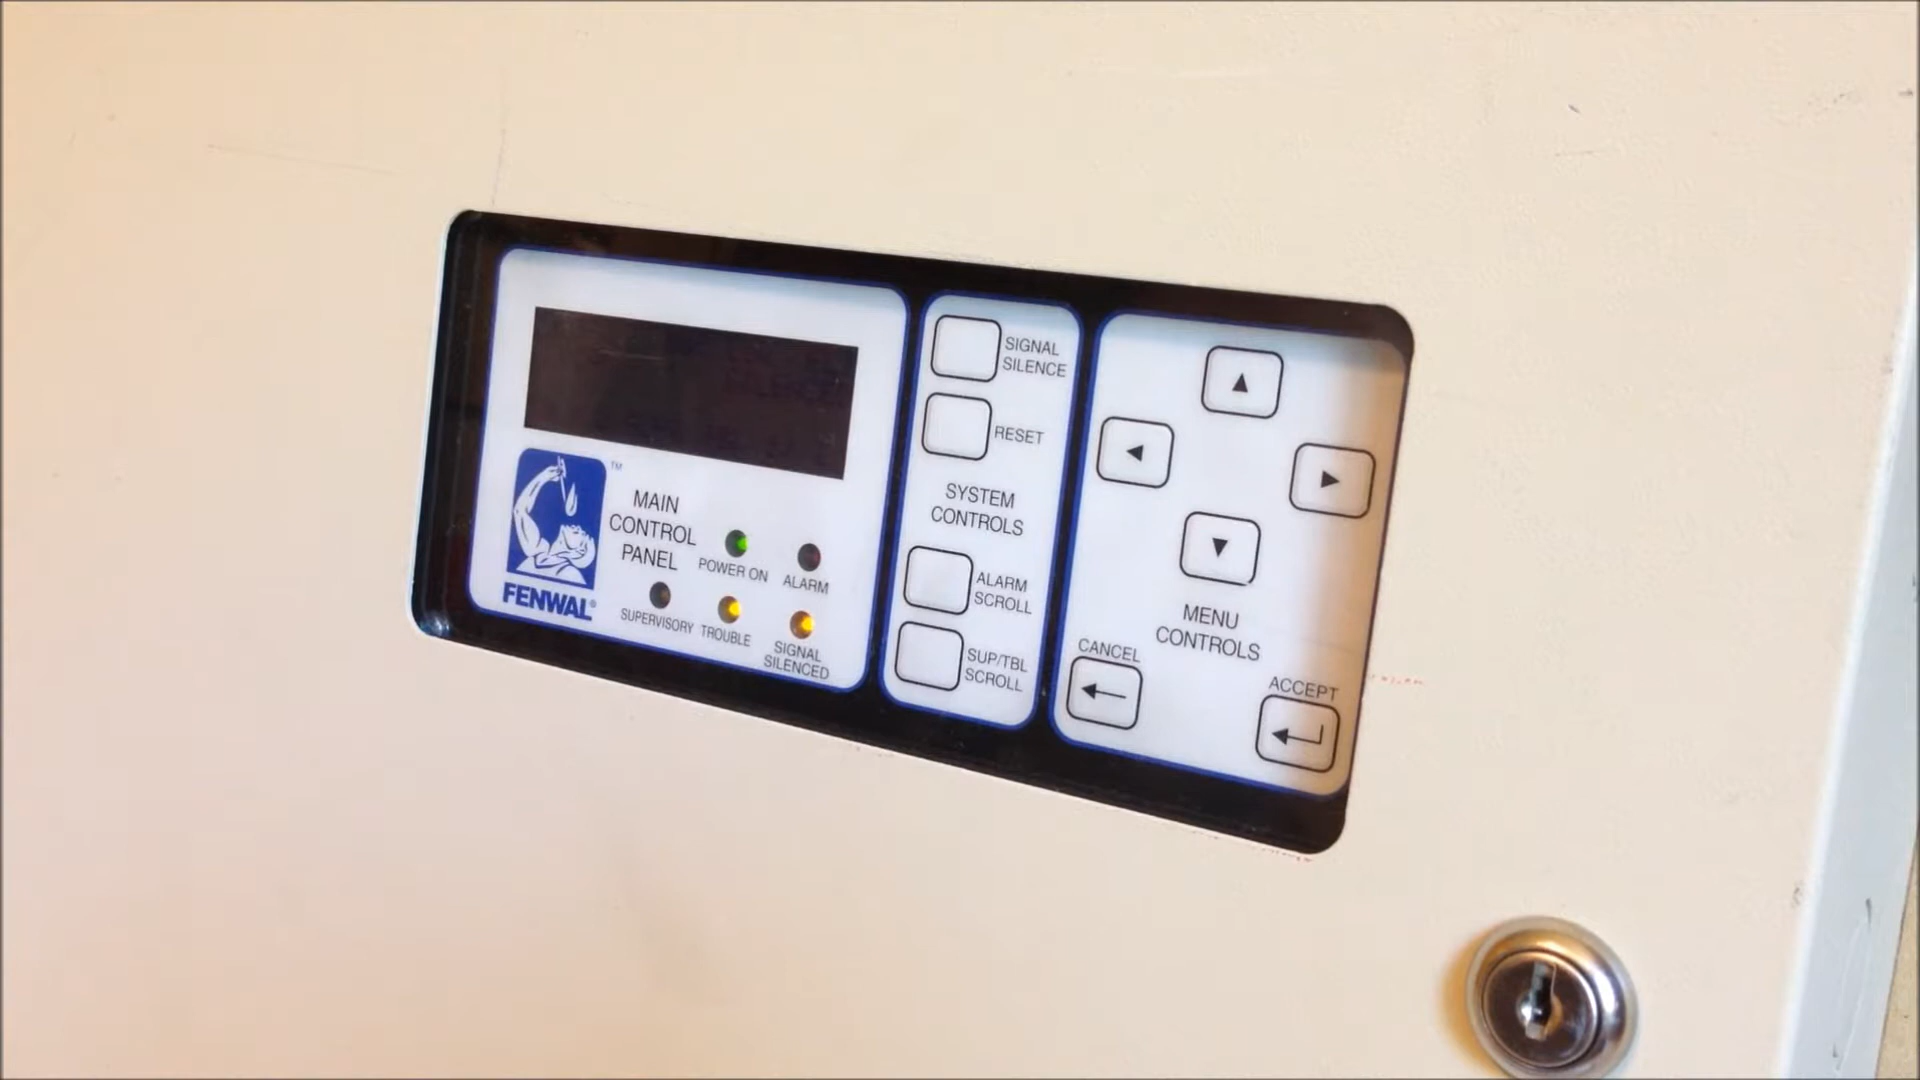 ™
MAIN
CONTROL
PANEL
FENWAL®
POWER ON
ALARM
SUPERVISORY
TROUBLE
SIGNAL
SILENCED
SIGNAL
SILENCE
RESET
SYSTEM
CONTROLS
ALARM
SCROLL
SUP/TBL
SCROLL
MENU
CONTROLS
CANCEL
ACCEPT